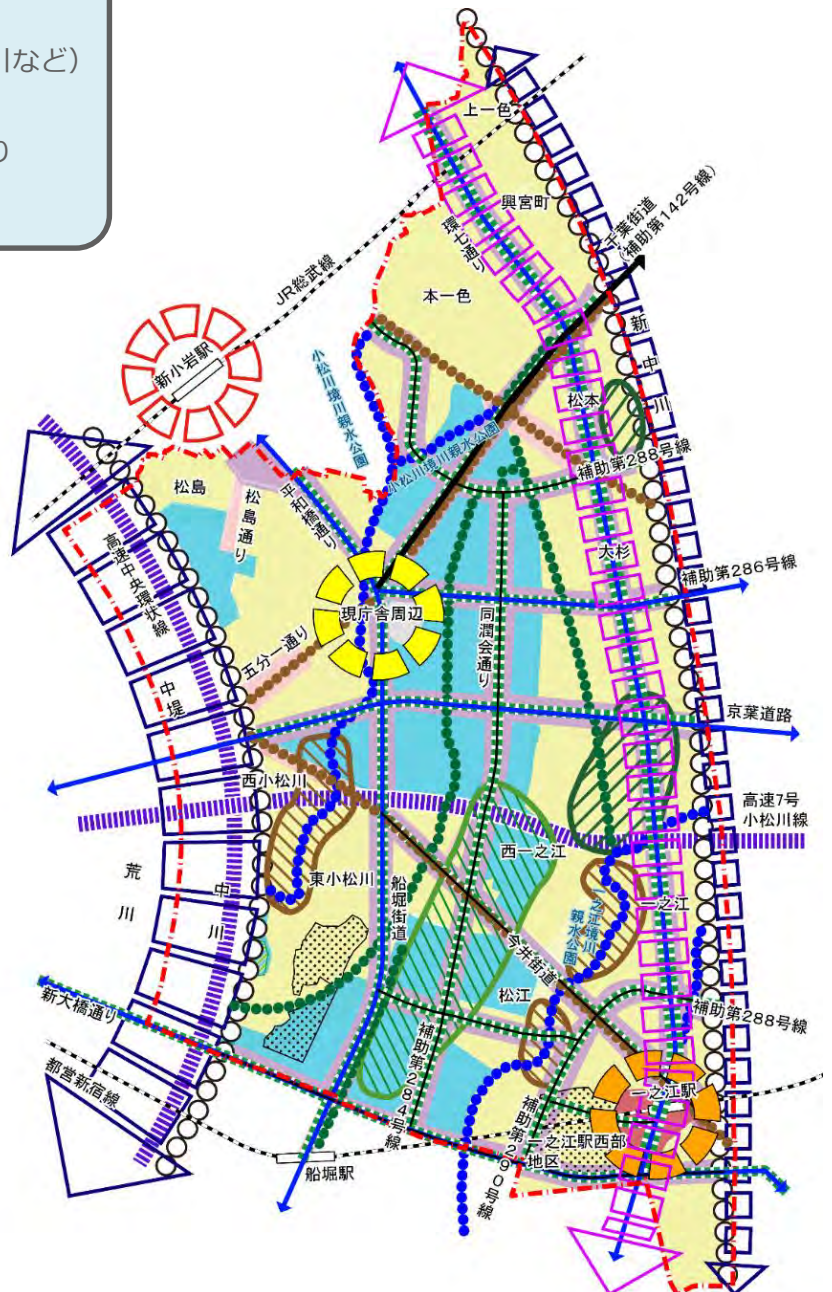 川など）
り
上一色
興宮町
千葉街道
（補助第142号線）
環七通り
本一色
JR総武線
新小岩駅
小松川境川親水公園
新中川
松本
小松川境川親水公園
補助第288号線
松島
松島通り
平和橋通り
大杉
高速中央環状線
補助第286号線
現庁舎周辺
同潤会通り
五分一通り
中堤
京葉道路
西小松川
高速7号
小松川線
西一之江
東小松川
荒川
中川
船堀街道
一之江
一之江境川
親水公園
今井街道
松江
新大橋通り
補助第288号線
都営新宿線
補助第284号線
一之江駅
一之江駅西部
地区
補助第290号線
船堀駅